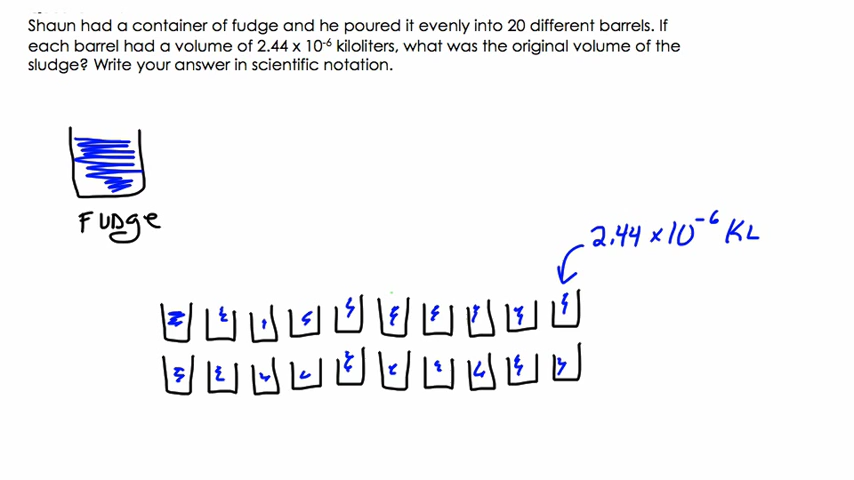 Shaun had a container of fudge and he poured it evenly into 20 different barrels. If
each barrel had a volume of 2.44 x 10⁻⁶ kiloliters, what was the original volume of the
sludge? Write your answer in scientific notation.
FUDge
2.44 × 10⁻⁶ KL